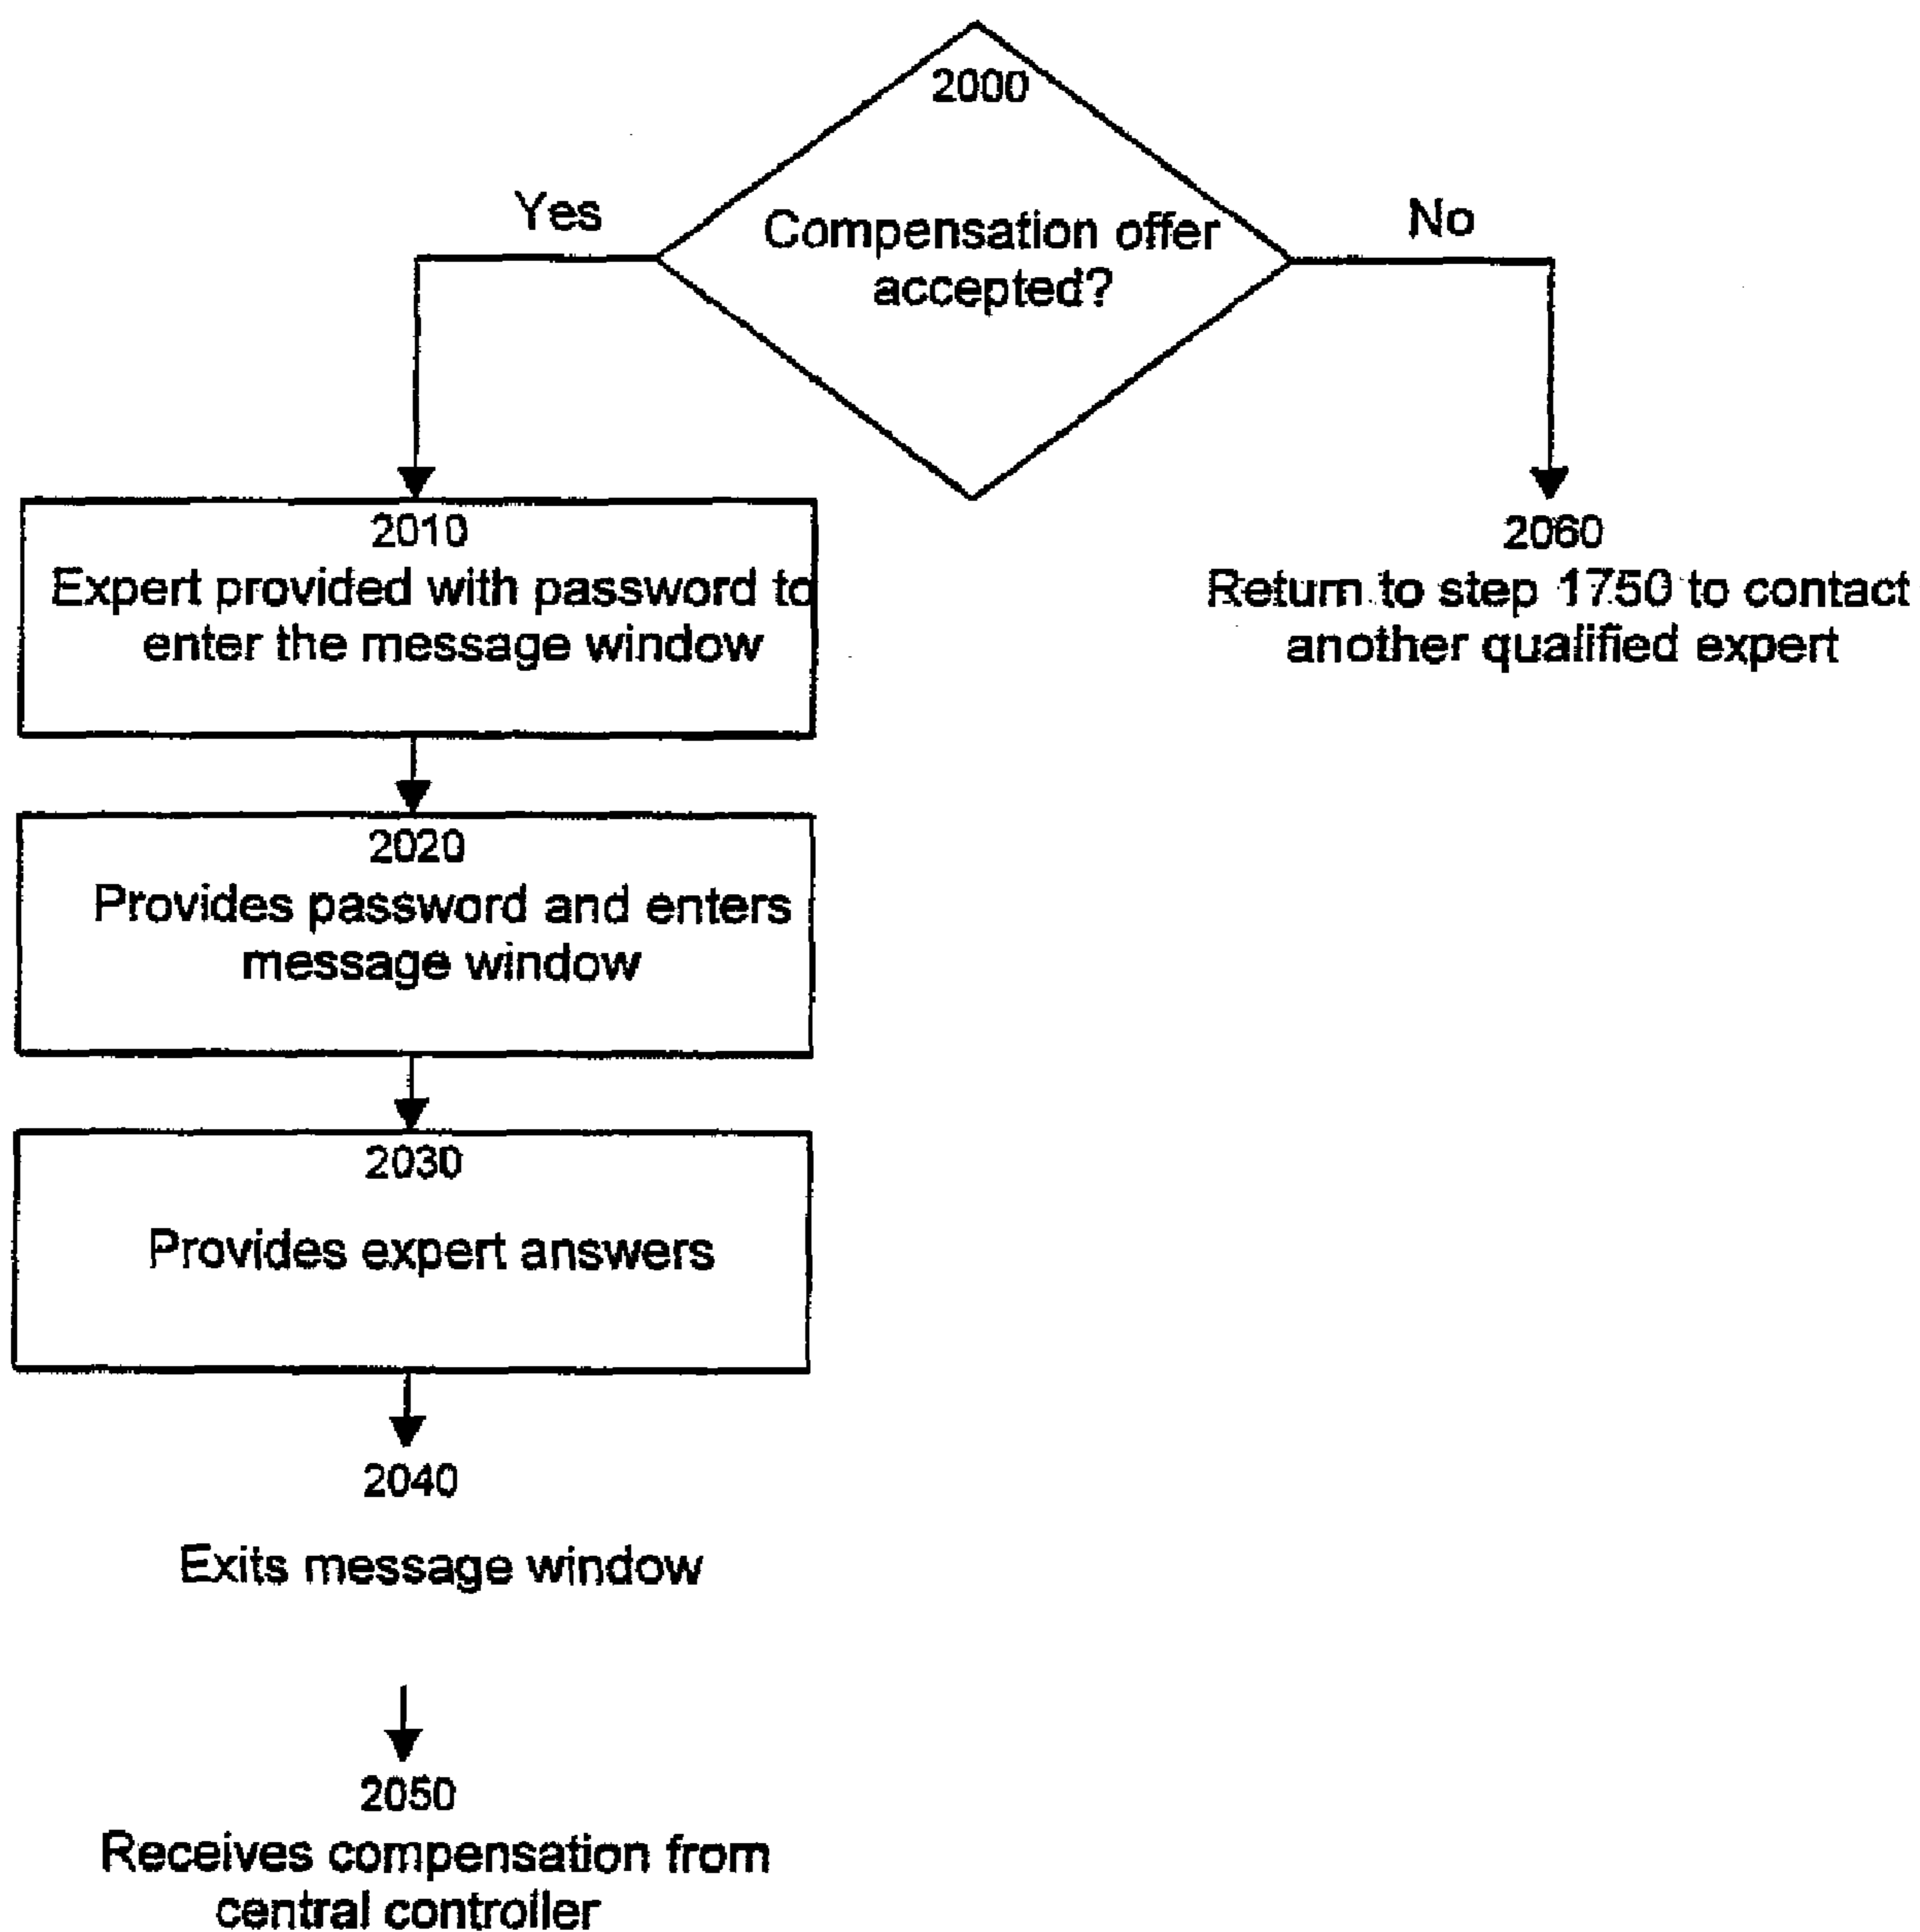 2000
Compensation offer
accepted?
Yes
No
2010
Expert provided with password to
enter the message window
2060
Return to step 1750 to contact
another qualified expert
2020
Provides password and enters
message window
2030
Provides expert answers
2040
Exits message window
2050
Receives compensation from
central controller